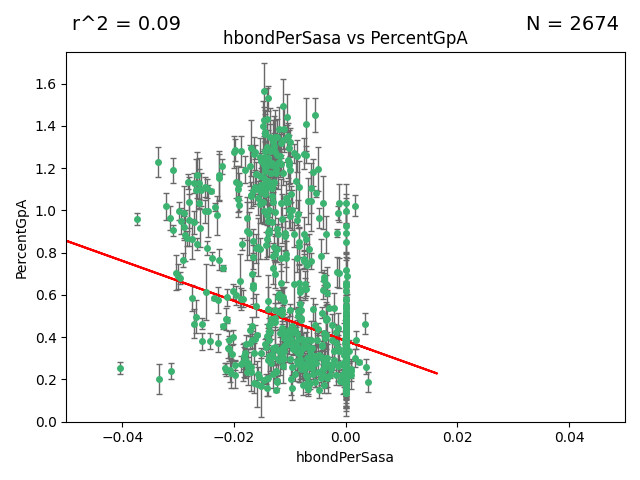 r^2 = 0.09
N = 2674
hbondPerSasa vs PercentGpA
1.6
1.4
1.2
1.0
0.8
0.6
0.4
0.2
0.0
PercentGpA
−0.04
−0.02
0.00
0.02
0.04
hbondPerSasa